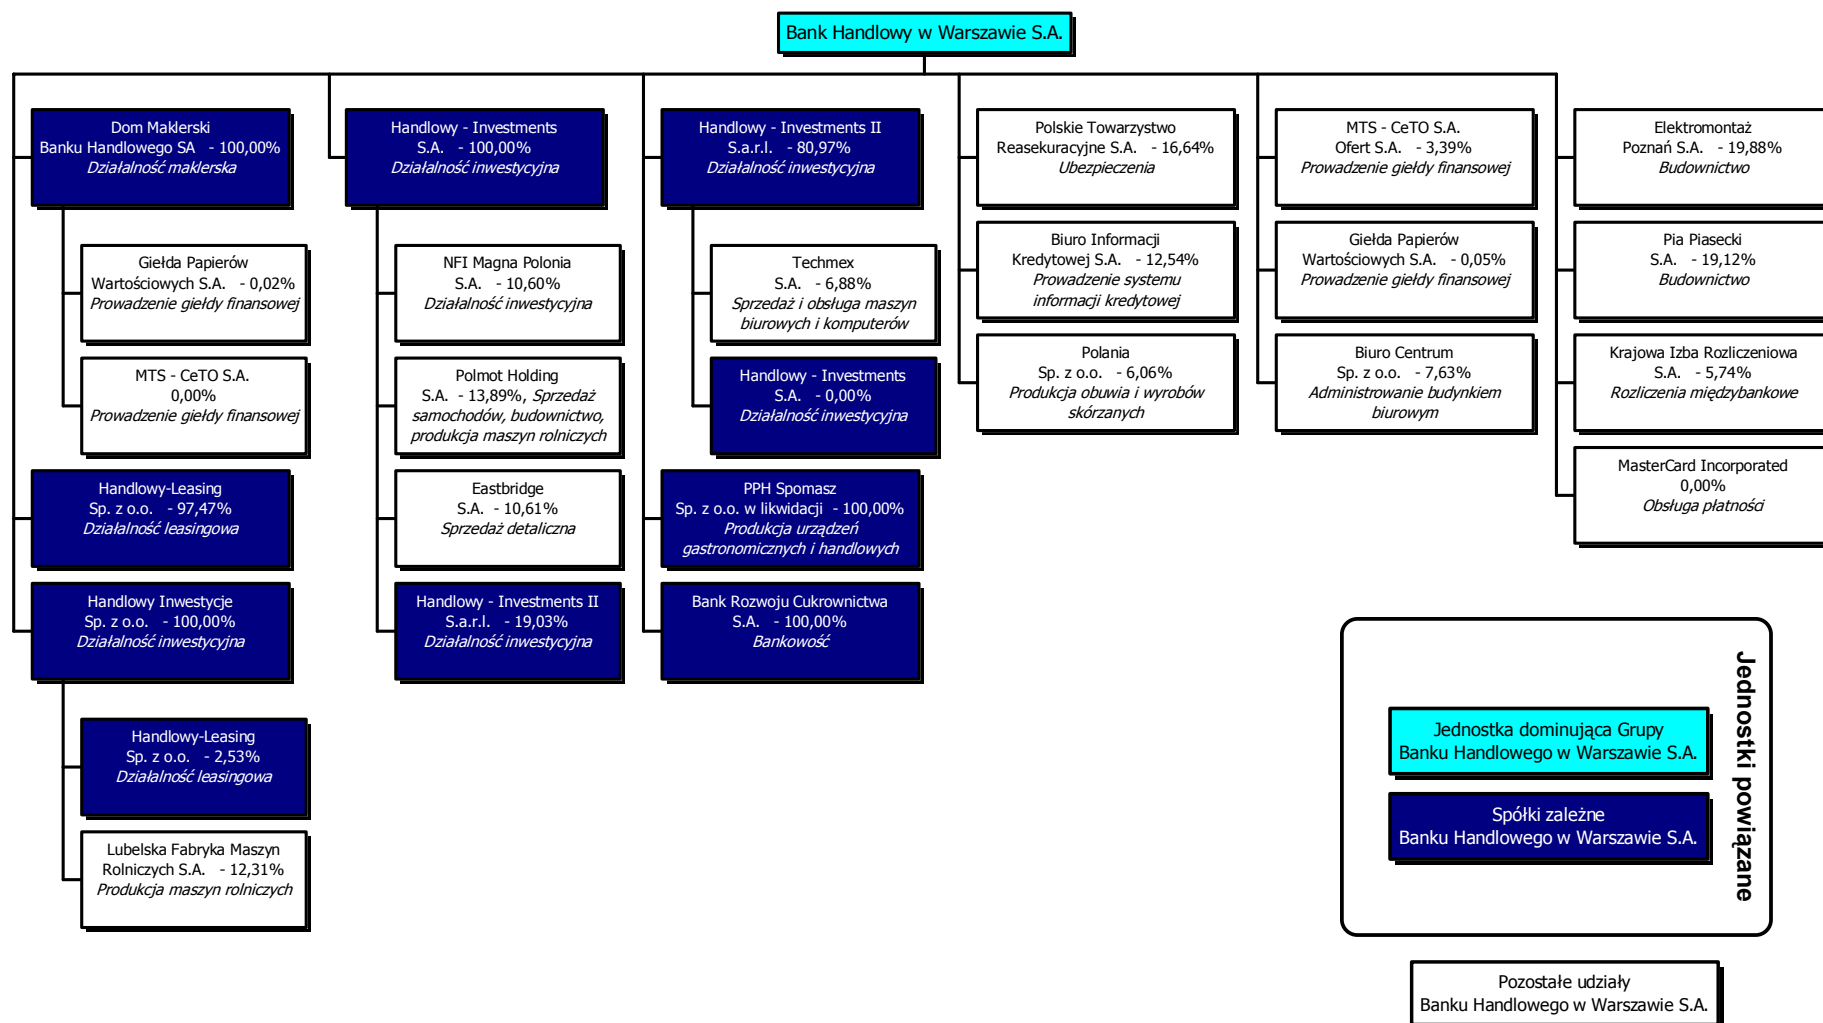 Bank Handlowy w Warszawie S.A.
Dom Maklerski
Banku Handlowego SA - 100,00%
Działalność maklerska
Giełda Papierów
Wartościowych S.A. - 0,02%
Prowadzenie giełdy finansowej
MTS - CeTO S.A.
0,00%
Prowadzenie giełdy finansowej
Handlowy-Leasing
Sp. z o.o. - 97,47%
Działalność leasingowa
Handlowy Inwestycje
Sp. z o.o. - 100,00%
Działalność inwestycyjna
Handlowy-Leasing
Sp. z o.o. - 2,53%
Działalność leasingowa
Lubelska Fabryka Maszyn
Rolniczych S.A. - 12,31%
Produkcja maszyn rolniczych
Handlowy - Investments
S.A. - 100,00%
Działalność inwestycyjna
NFI Magna Polonia
S.A. - 10,60%
Działalność inwestycyjna
Polmot Holding
S.A. - 13,89%, Sprzedaż
samochodów, budownictwo,
produkcja maszyn rolniczych
Eastbridge
S.A. - 10,61%
Sprzedaż detaliczna
Handlowy - Investments II
S.a.r.l. - 19,03%
Działalność inwestycyjna
Handlowy - Investments II
S.a.r.l. - 80,97%
Działalność inwestycyjna
Techmex
S.A. - 6,88%
Sprzedaż i obsługa maszyn
biurowych i komputerów
Handlowy - Investments
S.A. - 0,00%
Działalność inwestycyjna
PPH Spomasz
Sp. z o.o. w likwidacji - 100,00%
Produkcja urządzeń
gastronomicznych i handlowych
Bank Rozwoju Cukrownictwa
S.A. - 100,00%
Bankowość
Polskie Towarzystwo
Reasekuracyjne S.A. - 16,64%
Ubezpieczenia
Biuro Informacji
Kredytowej S.A. - 12,54%
Prowadzenie systemu
informacji kredytowej
Polania
Sp. z o.o. - 6,06%
Produkcja obuwia i wyrobów
skórzanych
MTS - CeTO S.A.
Ofert S.A. - 3,39%
Prowadzenie giełdy finansowej
Giełda Papierów
Wartościowych S.A. - 0,05%
Prowadzenie giełdy finansowej
Biuro Centrum
Sp. z o.o. - 7,63%
Administrowanie budynkiem
biurowym
Elektromontaż
Poznań S.A. - 19,88%
Budownictwo
Pia Piasecki
S.A. - 19,12%
Budownictwo
Krajowa Izba Rozliczeniowa
S.A. - 5,74%
Rozliczenia międzybankowe
MasterCard Incorporated
0,00%
Obsługa płatności
Jednostki powiązane
Jednostka dominująca Grupy
Banku Handlowego w Warszawie S.A.
Spółki zależne
Banku Handlowego w Warszawie S.A.
Pozostałe udziały
Banku Handlowego w Warszawie S.A.